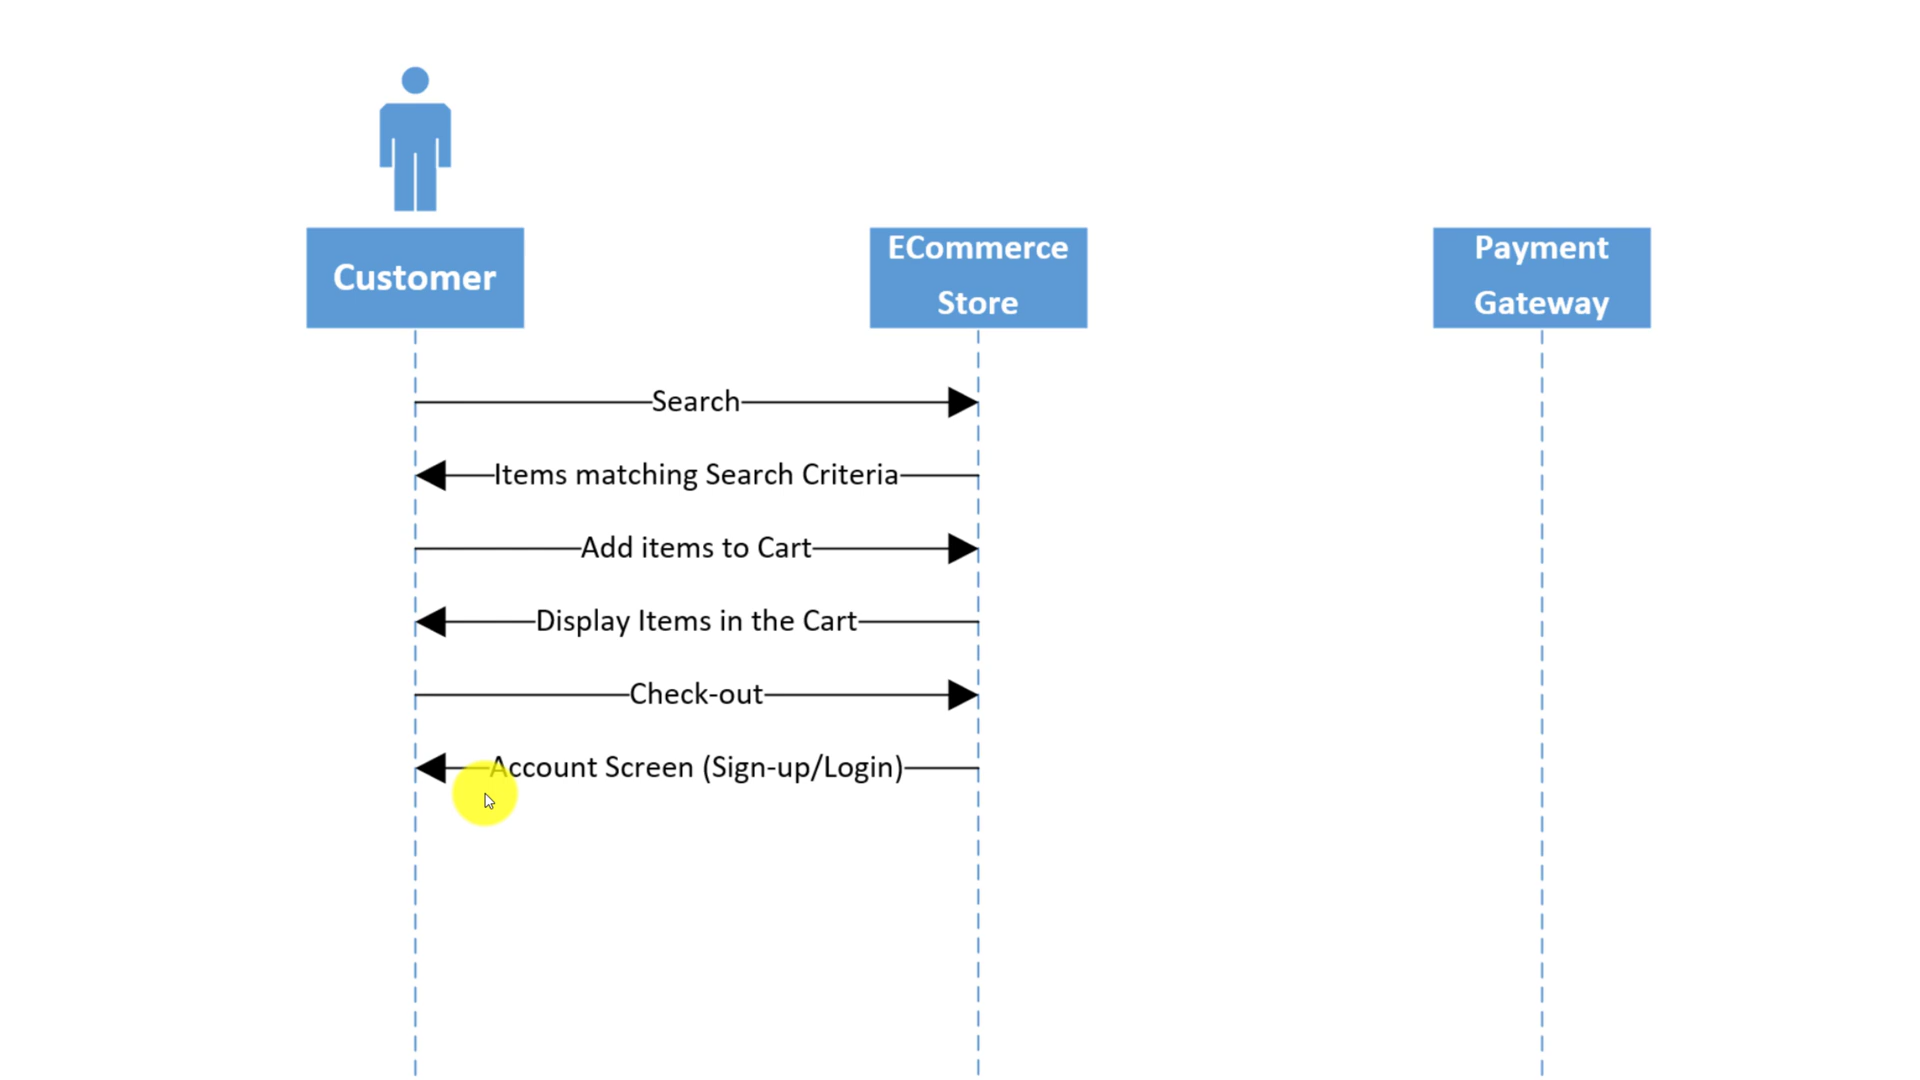 Customer
ECommerce
Store
Payment
Gateway
Search
Items matching Search Criteria
Add items to Cart
Display Items in the Cart
Check-out
Account Screen (Sign-up/Login)